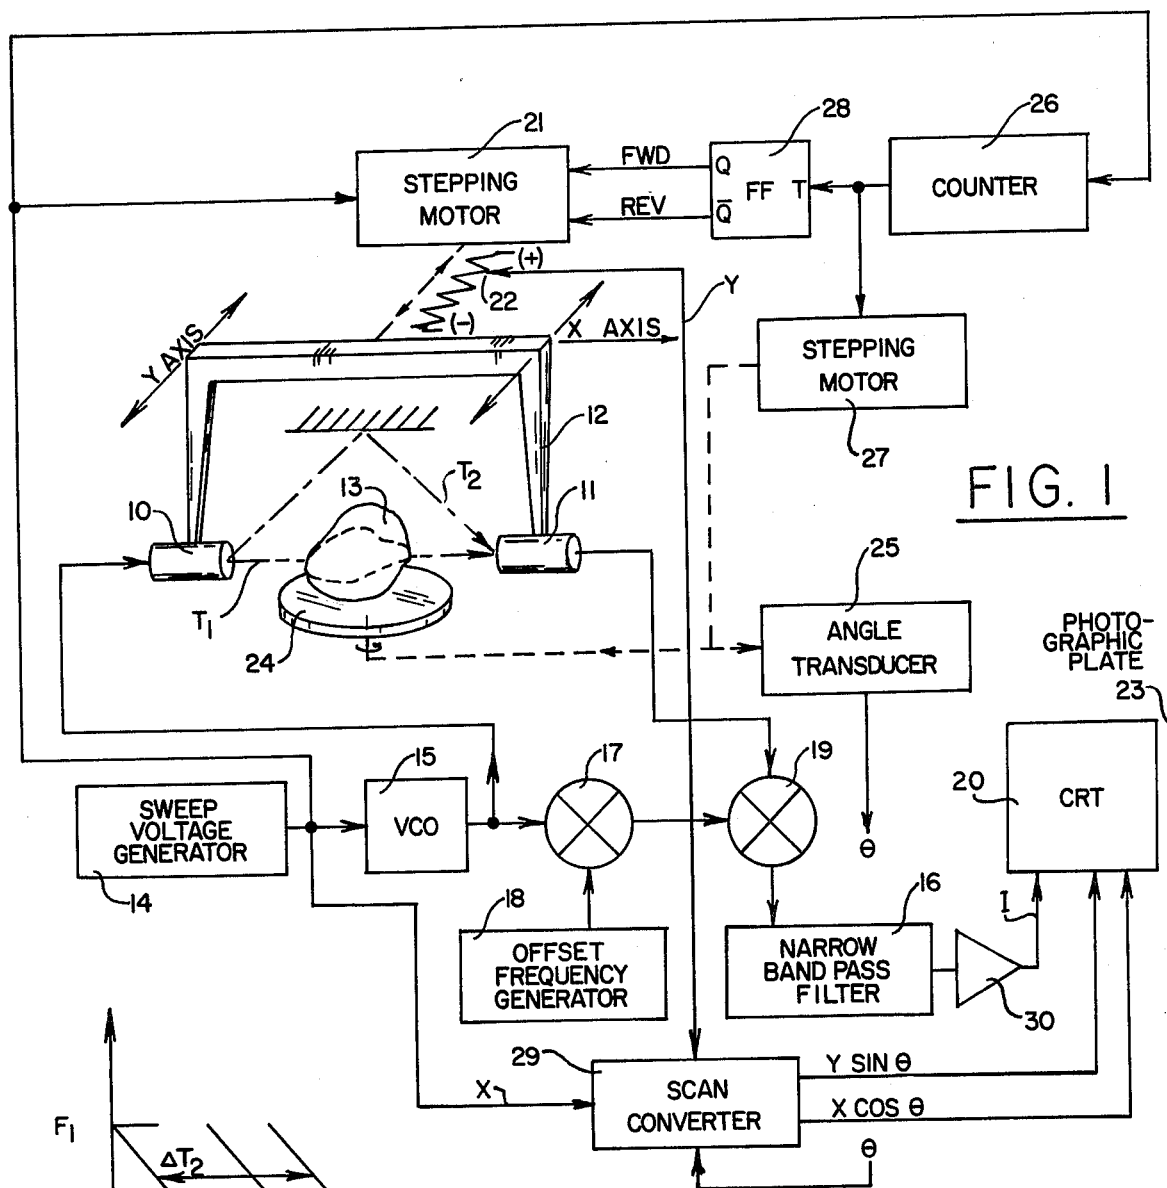 21
28
26
STEPPING
MOTOR
FWD
REV
Q
Q̅
FF T
COUNTER
(+)
22
(-)
Y
Y AXIS
X AXIS
STEPPING
MOTOR
27
12
FIG. 1
T2
13
11
10
T1
24
25
ANGLE
TRANSDUCER
PHOTO-
GRAPHIC
PLATE
23
15
17
19
SWEEP
VOLTAGE
GENERATOR
14
VCO
20
CRT
θ
18
OFFSET
FREQUENCY
GENERATOR
16
NARROW
BAND PASS
FILTER
I
30
29
SCAN
CONVERTER
X
Y SIN θ
X COS θ
θ
F1
ΔT2